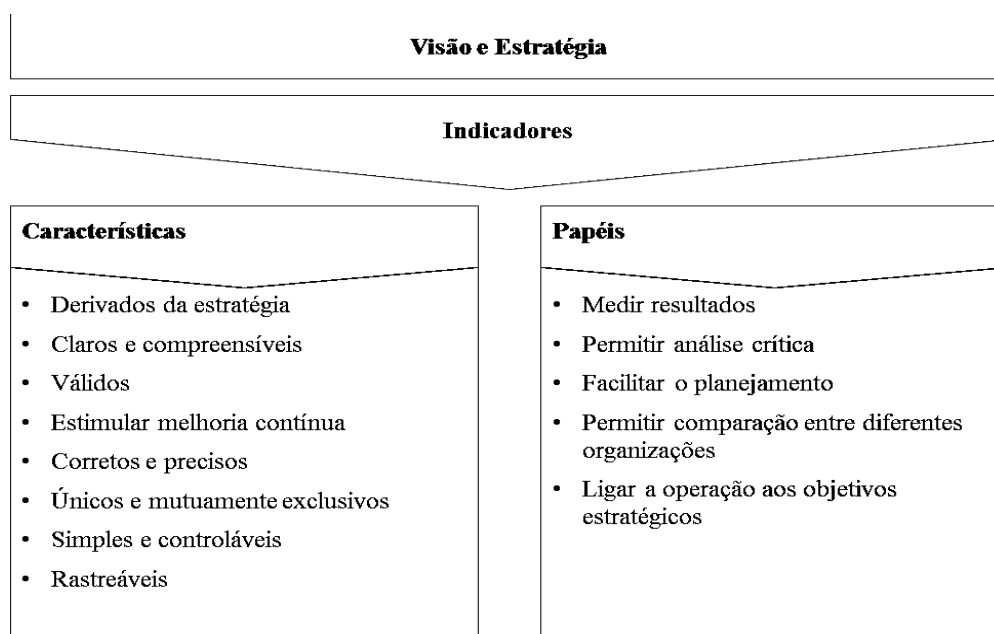 Visão e Estratégia
Indicadores
Características
• Derivados da estratégia
• Claros e compreensíveis
• Válidos
• Estimular melhoria contínua
• Corretos e precisos
• Únicos e mutuamente exclusivos
• Simples e controláveis
• Rastreáveis
Papéis
• Medir resultados
• Permitir análise crítica
• Facilitar o planejamento
• Permitir comparação entre diferentes
organizações
• Ligar a operação aos objetivos
estratégicos